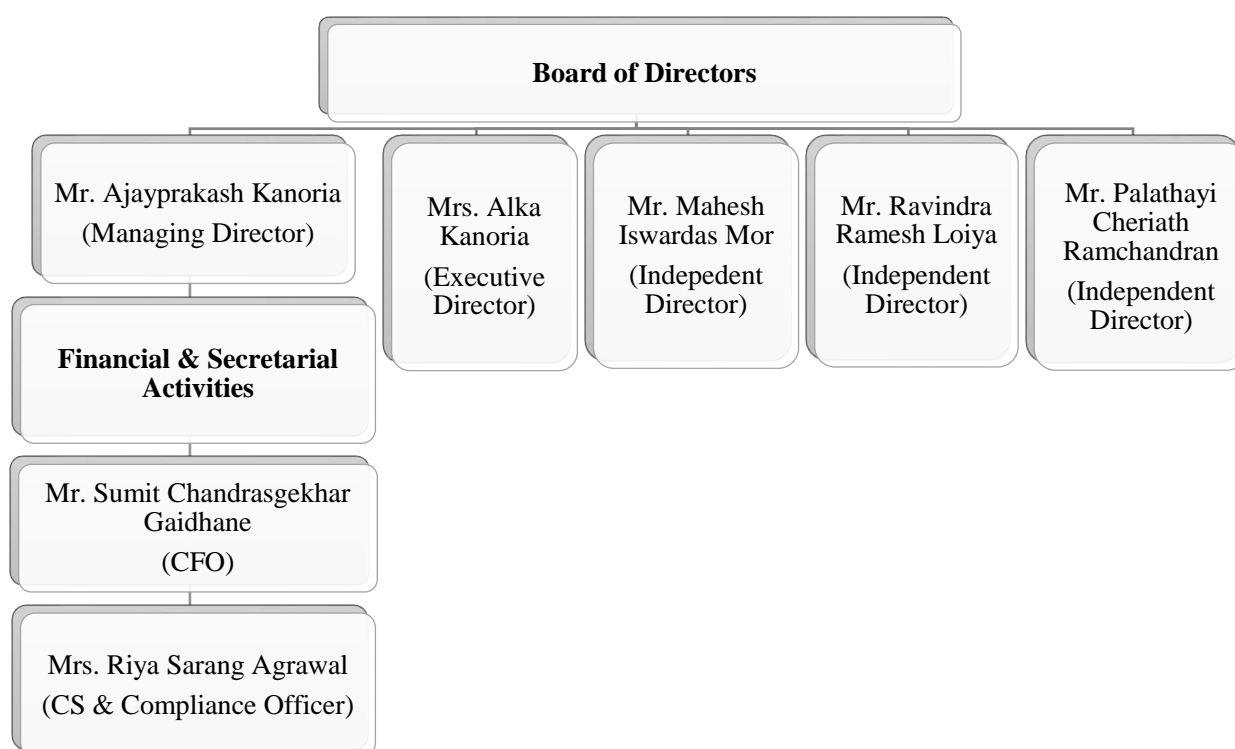 Board of Directors
Mr. Ajayprakash Kanoria
(Managing Director)
Mrs. Alka
Kanoria
(Executive
Director)
Mr. Mahesh
Iswardas Mor
(Indepedent
Director)
Mr. Ravindra
Ramesh Loiya
(Independent
Director)
Mr. Palathayi
Cheriath
Ramchandran
(Independent
Director)
Financial & Secretarial
Activities
Mr. Sumit Chandrasgekhar
Gaidhane
(CFO)
Mrs. Riya Sarang Agrawal
(CS & Compliance Officer)